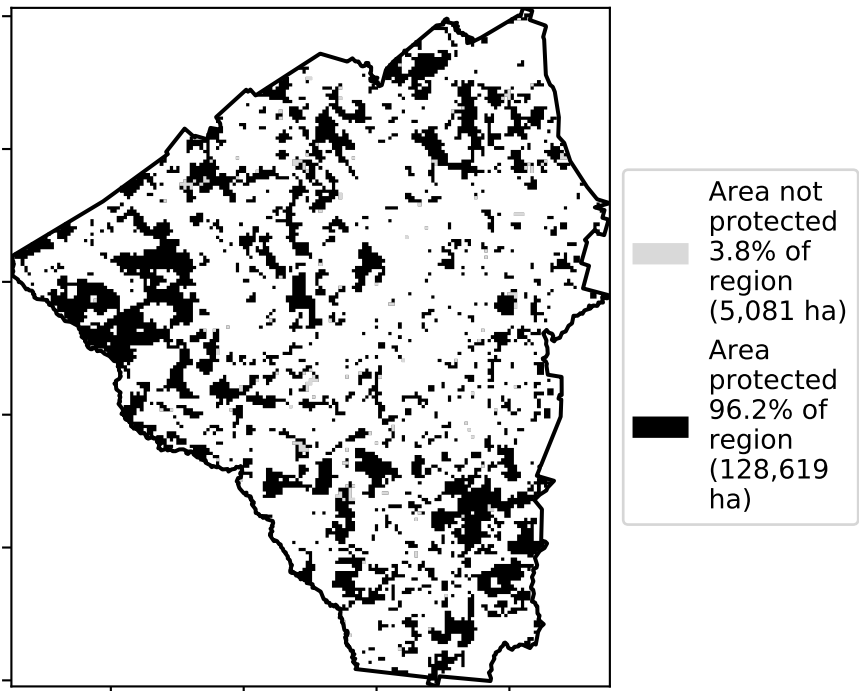 Area not
protected
3.8% of
region
(5,081 ha)
Area
protected
96.2% of
region
(128,619
ha)